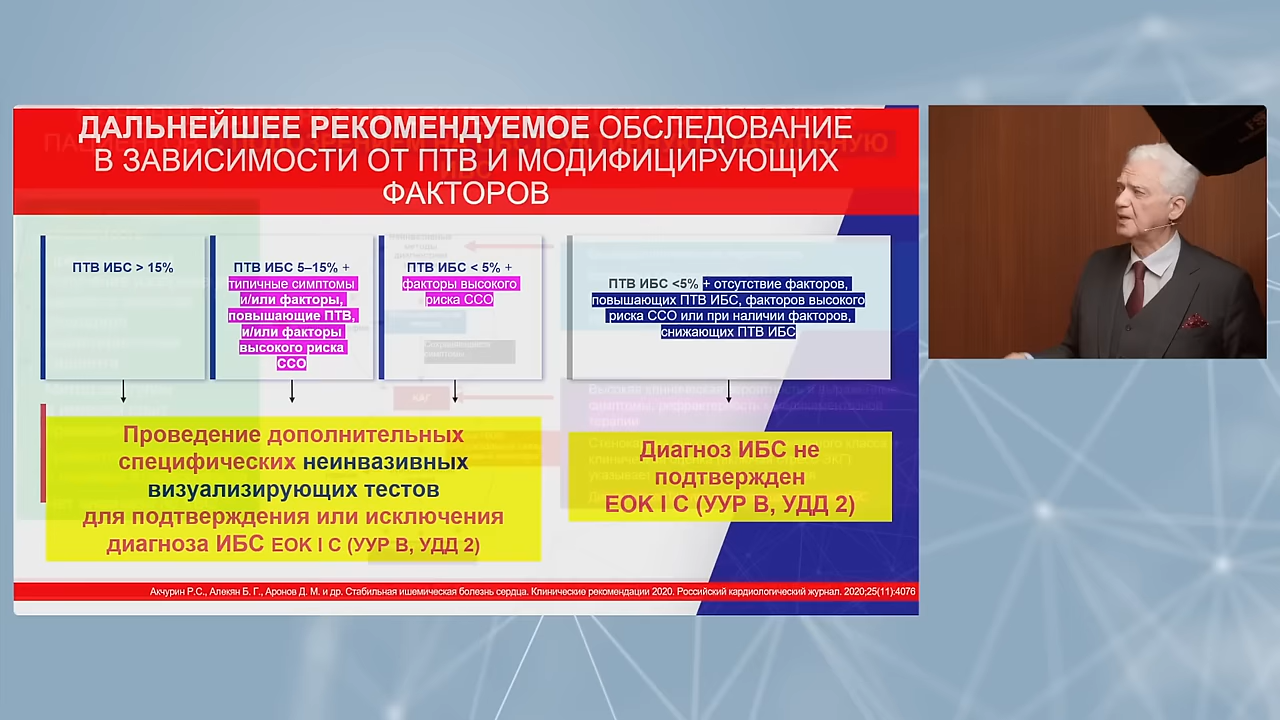 ДАЛЬНЕЙШЕЕ РЕКОМЕНДУЕМОЕ ОБСЛЕДОВАНИЕ
В ЗАВИСИМОСТИ ОТ ПТВ И МОДИФИЦИРУЮЩИХ
ФАКТОРОВ
ПТВ ИБС > 15%
ПТВ ИБС 5–15% +
типичные симптомы
и/или факторы,
повышающие ПТВ,
и/или факторы
высокого риска
ССО
ПТВ ИБС < 5% +
факторы высокого
риска ССО
ПТВ ИБС <5% + отсутствие факторов,
повышающих ПТВ ИБС, факторов высокого
риска ССО или при наличии факторов,
снижающих ПТВ ИБС
Проведение дополнительных
специфических неинвазивных
визуализирующих тестов
для подтверждения или исключения
диагноза ИБС ЕОК I С (УУР В, УДД 2)
Диагноз ИБС не
подтвержден
ЕОК I С (УУР В, УДД 2)
Акчурин Р.С., Алекян Б. Г., Аронов Д. М. и др. Стабильная ишемическая болезнь сердца. Клинические рекомендации 2020. Российский кардиологический журнал. 2020;25(11):4076